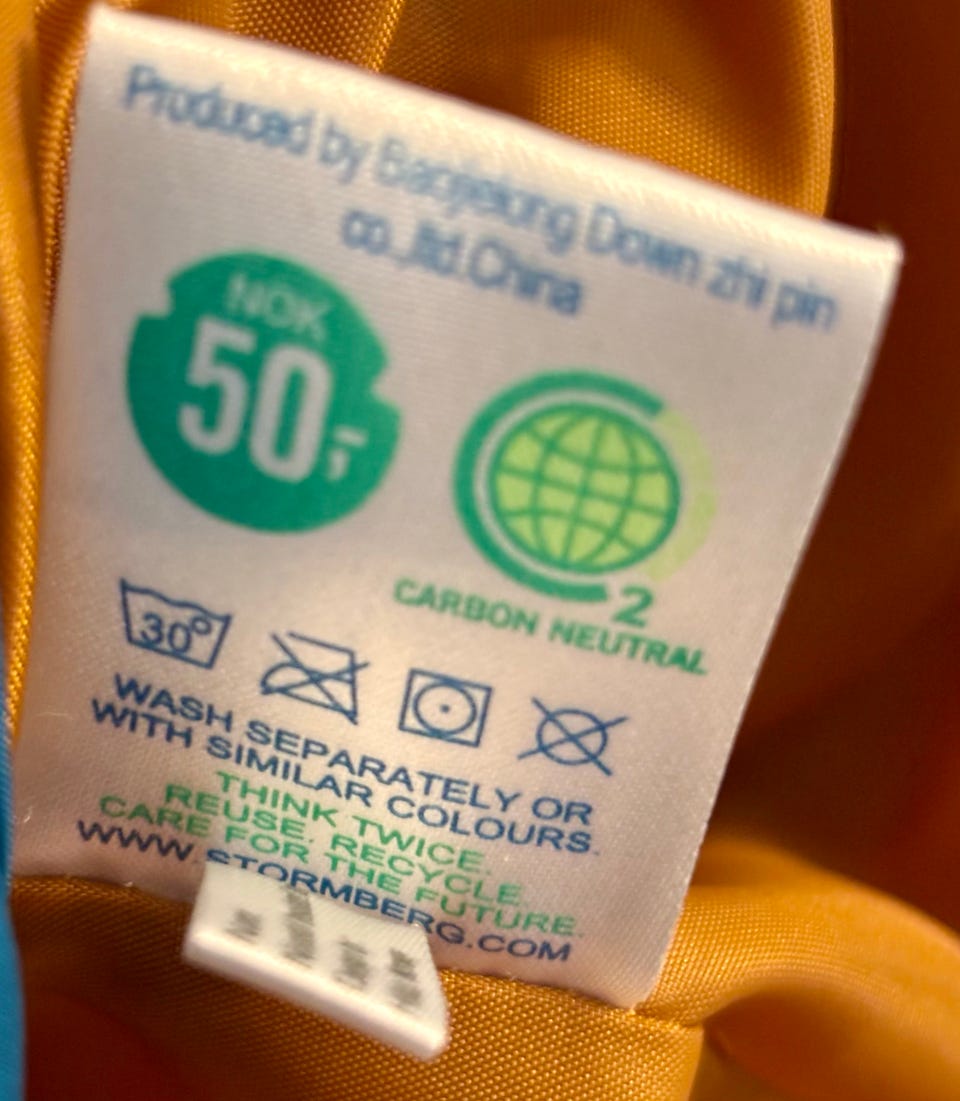 Produced by Down zhi pin
co.,ltd.China
NOK
50,-
2
CARBON NEUTRAL
30°
WASH SEPARATELY OR
WITH SIMILAR COLOURS.
THINK TWICE.
REUSE. RECYCLE.
CARE FOR THE FUTURE.
WWW.STORMBERG.COM